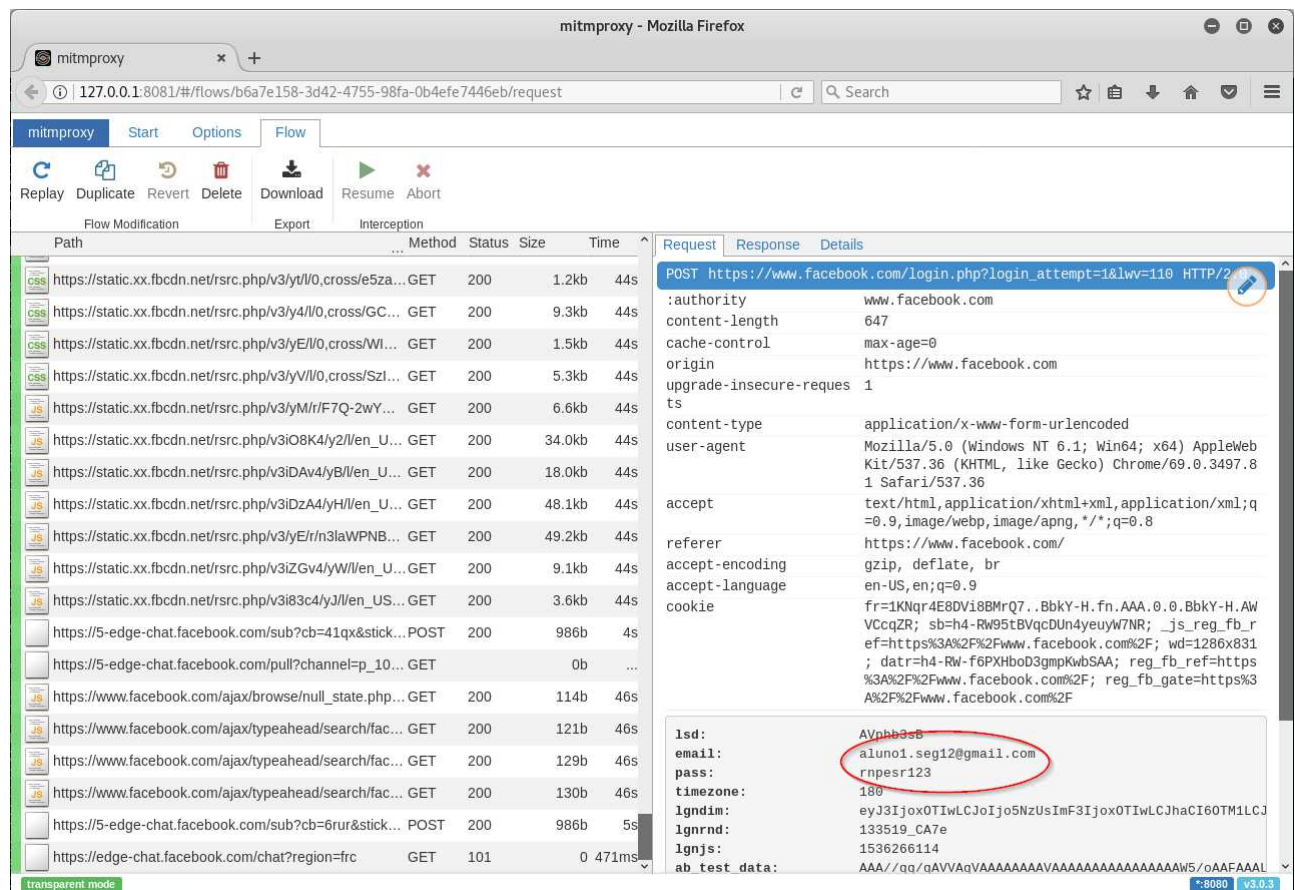 mitmproxy - Mozilla Firefox
mitmproxy
127.0.0.1:8081/#/flows/b6a7e158-3d42-4755-98fa-0b4efe7446eb/request
Search
mitmproxy Start Options Flow
Replay Duplicate Revert Delete Download Resume Abort
Flow Modification Export Interception
Path ... Method Status Size Time
https://static.xx.fbcdn.net/rsrc.php/v3/yt/l/0,cross/e5za... GET 200 1.2kb 44s
https://static.xx.fbcdn.net/rsrc.php/v3/y4/l/0,cross/GC... GET 200 9.3kb 44s
https://static.xx.fbcdn.net/rsrc.php/v3/yE/l/0,cross/WI... GET 200 1.5kb 44s
https://static.xx.fbcdn.net/rsrc.php/v3/yV/l/0,cross/SzI... GET 200 5.3kb 44s
https://static.xx.fbcdn.net/rsrc.php/v3/yM/r/F7Q-2wY... GET 200 6.6kb 44s
https://static.xx.fbcdn.net/rsrc.php/v3iO8K4/y2/l/en_U... GET 200 34.0kb 44s
https://static.xx.fbcdn.net/rsrc.php/v3iDAv4/yB/l/en_U... GET 200 18.0kb 44s
https://static.xx.fbcdn.net/rsrc.php/v3iDzA4/yH/l/en_U... GET 200 48.1kb 44s
https://static.xx.fbcdn.net/rsrc.php/v3/yE/r/n3laWPNB... GET 200 49.2kb 44s
https://static.xx.fbcdn.net/rsrc.php/v3iZGv4/yW/l/en_U... GET 200 9.1kb 44s
https://static.xx.fbcdn.net/rsrc.php/v3i83c4/yJ/l/en_US... GET 200 3.6kb 44s
https://5-edge-chat.facebook.com/sub?cb=41qx&stick... POST 200 986b 4s
https://5-edge-chat.facebook.com/pull?channel=p_10... GET 0b ...
https://www.facebook.com/ajax/browse/null_state.php... GET 200 114b 46s
https://www.facebook.com/ajax/typeahead/search/fac... GET 200 121b 46s
https://www.facebook.com/ajax/typeahead/search/fac... GET 200 129b 46s
https://www.facebook.com/ajax/typeahead/search/fac... GET 200 130b 46s
https://5-edge-chat.facebook.com/sub?cb=6rur&stick... POST 200 986b 5s
https://edge-chat.facebook.com/chat?region=frc GET 101 0 471ms
Request Response Details
POST https://www.facebook.com/login.php?login_attempt=1&lwv=110 HTTP/2.0
:authority www.facebook.com
content-length 647
cache-control max-age=0
origin https://www.facebook.com
upgrade-insecure-reques 1
ts
content-type application/x-www-form-urlencoded
user-agent Mozilla/5.0 (Windows NT 6.1; Win64; x64) AppleWeb
Kit/537.36 (KHTML, like Gecko) Chrome/69.0.3497.8
1 Safari/537.36
accept text/html,application/xhtml+xml,application/xml;q
=0.9,image/webp,image/apng,*/*;q=0.8
referer https://www.facebook.com/
accept-encoding gzip, deflate, br
accept-language en-US,en;q=0.9
cookie fr=1KNqr4E8DVi8BMrQ7..BbkY-H.fn.AAA.0.0.BbkY-H.AW
VCcqZR; sb=h4-RW95tBVqcDUn4yeuyW7NR; _js_reg_fb_r
ef=https%3A%2F%2Fwww.facebook.com%2F; wd=1286x831
; datr=h4-RW-f6PXHboD3gmpKwbSAA; reg_fb_ref=https
%3A%2F%2Fwww.facebook.com%2F; reg_fb_gate=https%3
A%2F%2Fwww.facebook.com%2F
lsd: AVphb3sB
email: aluno1.seg12@gmail.com
pass: rnpesr123
timezone: 180
lgndim: eyJ3IjoxOTIwLCJoIjo5NzUsImF3IjoxOTIwLCJhaCI6OTM1LCJ
lgnrnd: 133519_CA7e
lgnjs: 1536266114
ab_test_data:
transparent mode
*:8080 v3.0.3